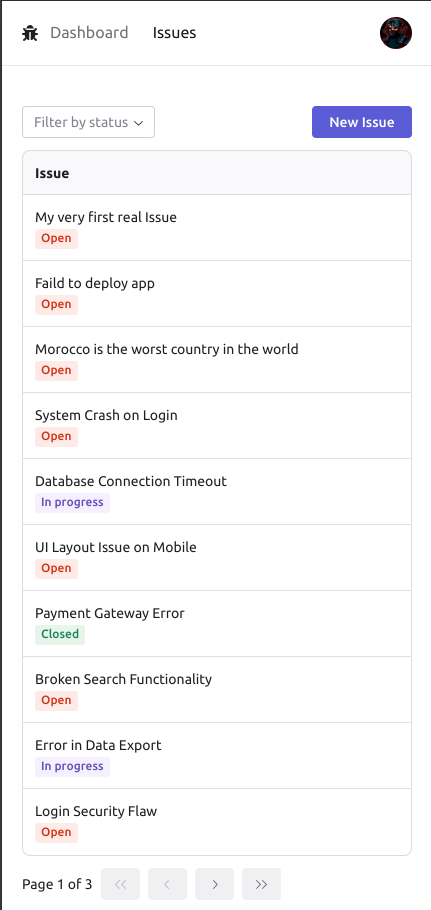 Dashboard Issues
Filter by status New Issue
Issue
My very first real Issue
Open
Faild to deploy app
Open
Morocco is the worst country in the world
Open
System Crash on Login
Open
Database Connection Timeout
In progress
UI Layout Issue on Mobile
Open
Payment Gateway Error
Closed
Broken Search Functionality
Open
Error in Data Export
In progress
Login Security Flaw
Open
Page 1 of 3